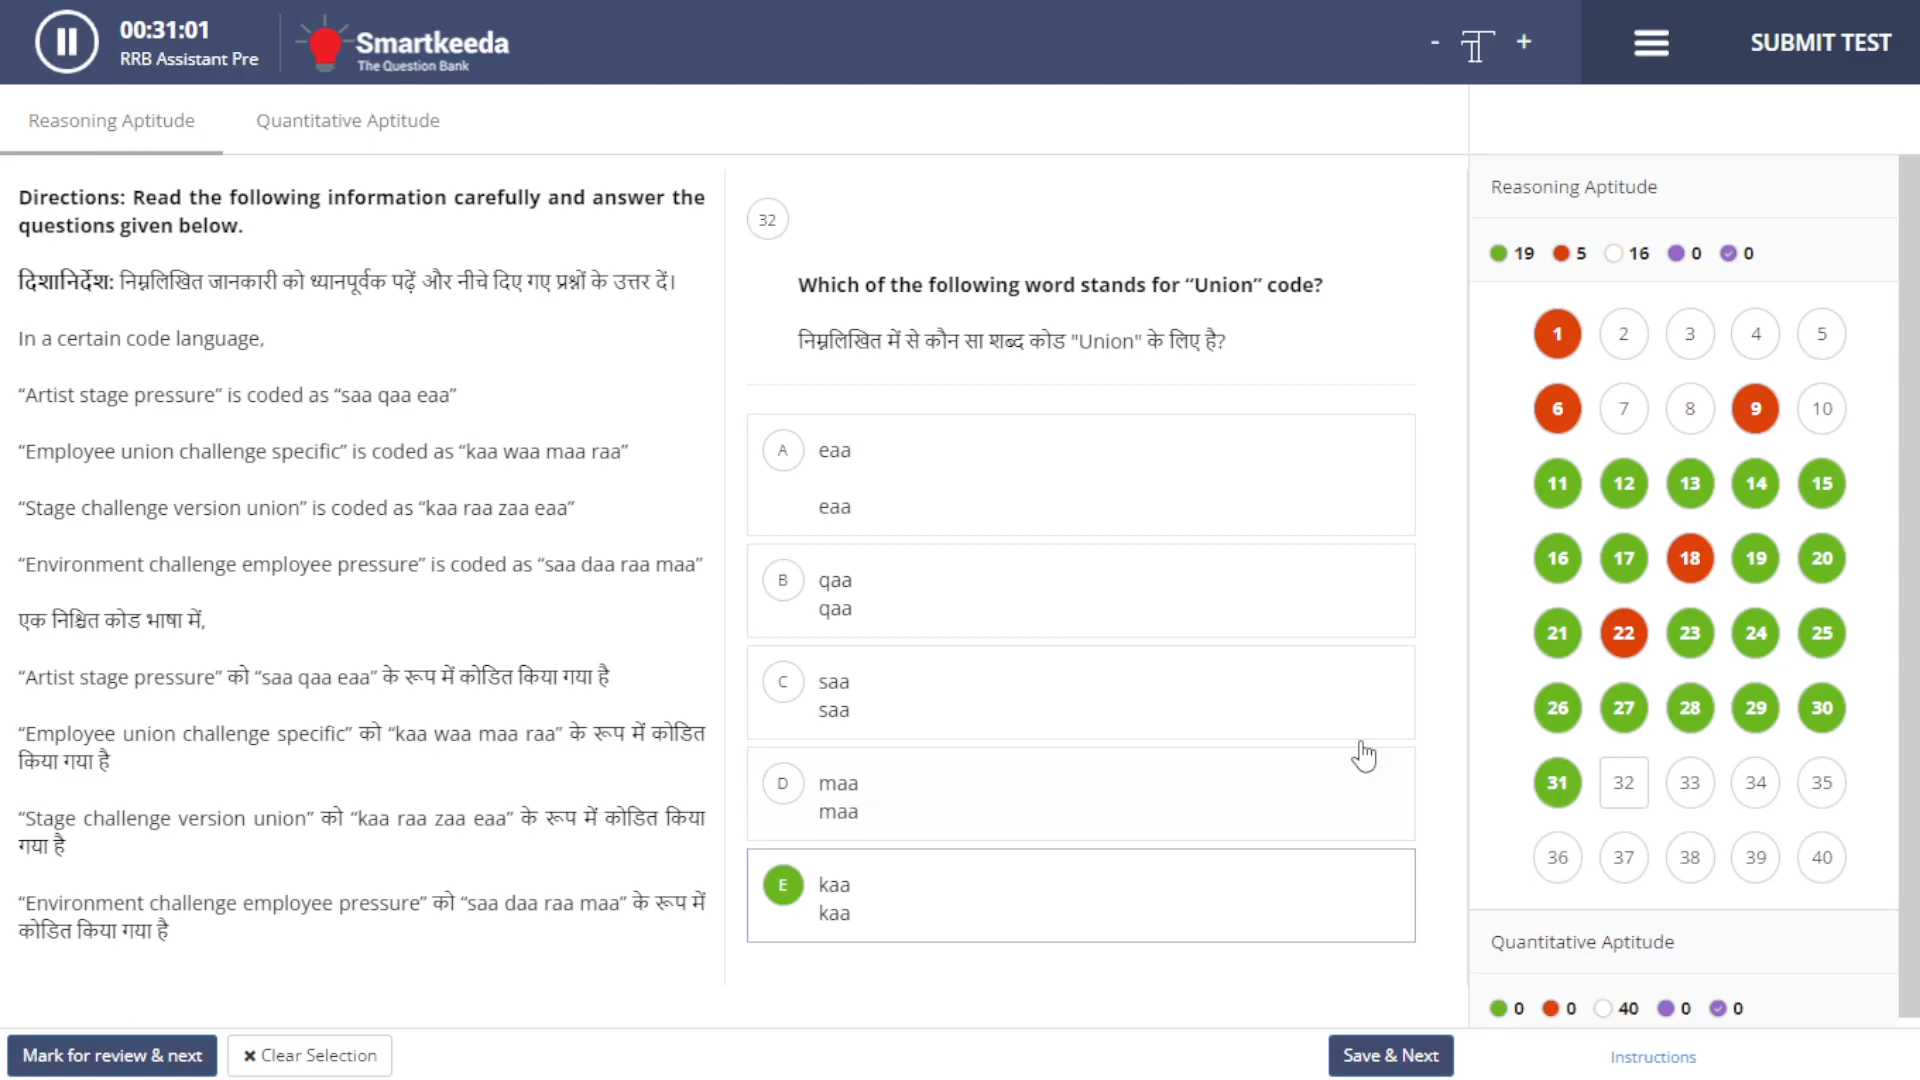 00:31:01
RRB Assistant Pre
Smartkeeda
The Question Bank
- T +
SUBMIT TEST
Reasoning Aptitude
Quantitative Aptitude
Directions: Read the following information carefully and answer the
questions given below.
दिशानिर्देश: निम्नलिखित जानकारी को ध्यानपूर्वक पढ़ें और नीचे दिए गए प्रश्नों के उत्तर दें।
In a certain code language,
“Artist stage pressure” is coded as “saa qaa eaa”
“Employee union challenge specific” is coded as “kaa waa maa raa”
“Stage challenge version union” is coded as “kaa raa zaa eaa”
“Environment challenge employee pressure” is coded as “saa daa raa maa”
एक निश्चित कोड भाषा में,
“Artist stage pressure” को “saa qaa eaa” के रूप में कोडित किया गया है
“Employee union challenge specific” को “kaa waa maa raa” के रूप में कोडित
किया गया है
“Stage challenge version union” को “kaa raa zaa eaa” के रूप में कोडित किया
गया है
“Environment challenge employee pressure” को “saa daa raa maa” के रूप में
कोडित किया गया है
32
Which of the following word stands for “Union” code?
निम्नलिखित में से कौन सा शब्द कोड "Union" के लिए है?
A eaa
eaa
B qaa
qaa
C saa
saa
D maa
maa
E kaa
kaa
Reasoning Aptitude
19 5 16 0 0
1 2 3 4 5
6 7 8 9 10
11 12 13 14 15
16 17 18 19 20
21 22 23 24 25
26 27 28 29 30
31 32 33 34 35
36 37 38 39 40
Quantitative Aptitude
0 0 40 0 0
Mark for review & next
Clear Selection
Save & Next
Instructions